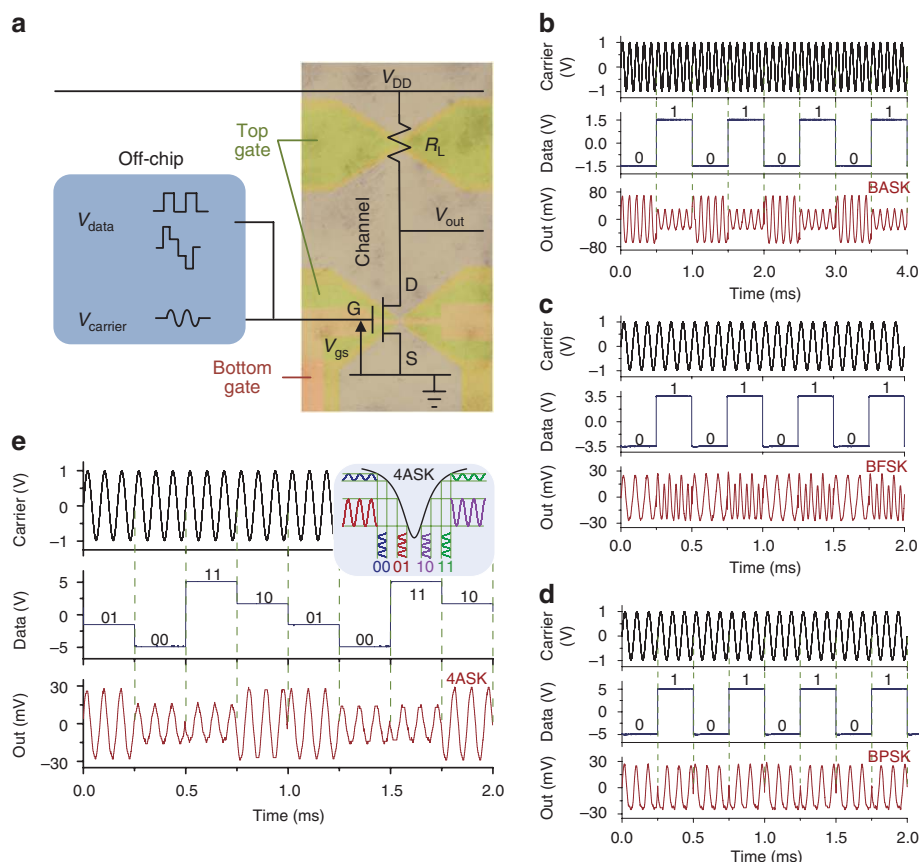 a
V_DD
Top gate
R_L
Off-chip
V_data
V_out
Channel
D
G
V_carrier
V_gs
S
Bottom gate
b
Carrier (V)
1
0
−1
Data (V)
1.5
−1.5
0 1 0 1 0 1 0 1
Out (mV)
80
0
−80
BASK
0.0 1.0 2.0 3.0 4.0
Time (ms)
c
Carrier (V)
1
0
−1
Data (V)
3.5
0.0
−3.5
0 1 0 1 0 1 0 1
Out (mV)
30
0
−30
BFSK
0.0 0.5 1.0 1.5 2.0
Time (ms)
d
Carrier (V)
1
0
−1
Data (V)
5
0
−5
0 1 0 1 0 1 0 1
Out (mV)
30
0
−30
BPSK
0.0 0.5 1.0 1.5 2.0
Time (ms)
e
Carrier (V)
1
0
−1
4ASK
00 01 10 11
Data (V)
5
0
−5
01 00 11 10 01 00 11 10
Out (mV)
30
0
−30
4ASK
0.0 0.5 1.0 1.5 2.0
Time (ms)